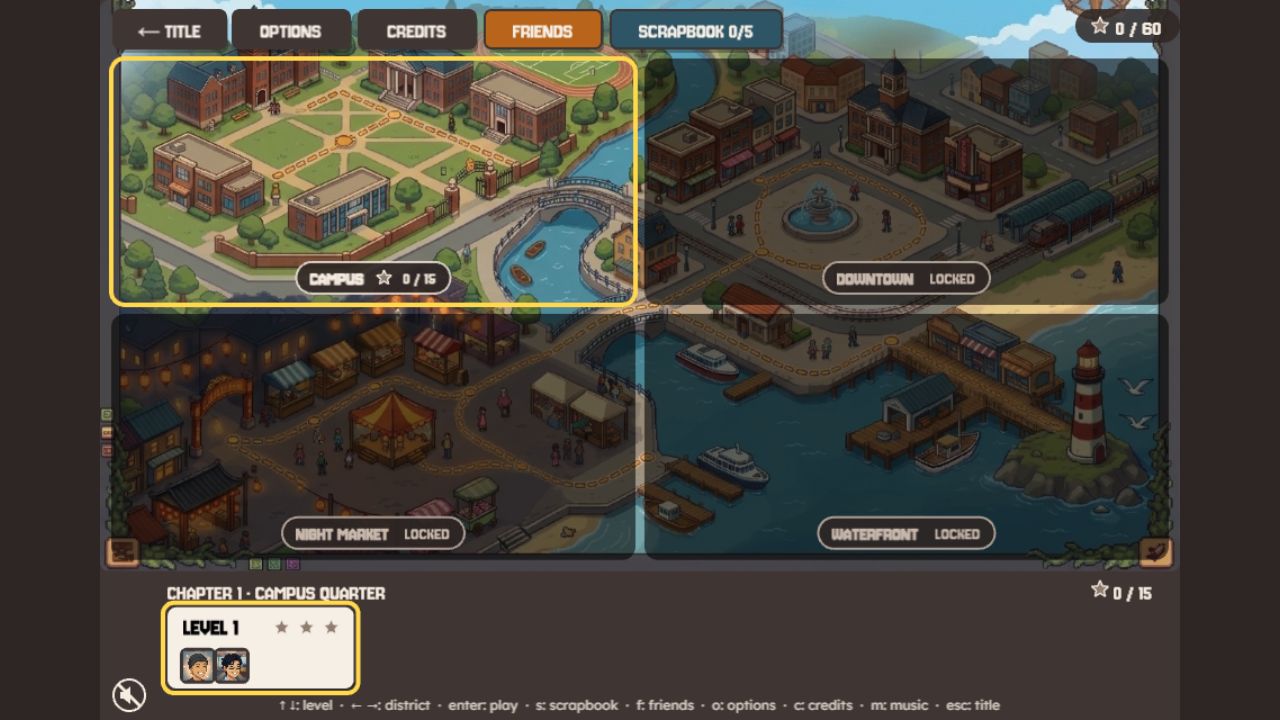 ← TITLE
OPTIONS
CREDITS
FRIENDS
SCRAPBOOK 0/5
☆ 0 / 60
CAMPUS ☆ 0 / 15
DOWNTOWN LOCKED
NIGHT MARKET LOCKED
WATERFRONT LOCKED
CHAPTER 1 · CAMPUS QUARTER
☆ 0 / 15
LEVEL 1 ★ ★ ★
↑ ↓: level · ← →: district · enter: play · s: scrapbook · f: friends · o: options · c: credits · m: music · esc: title